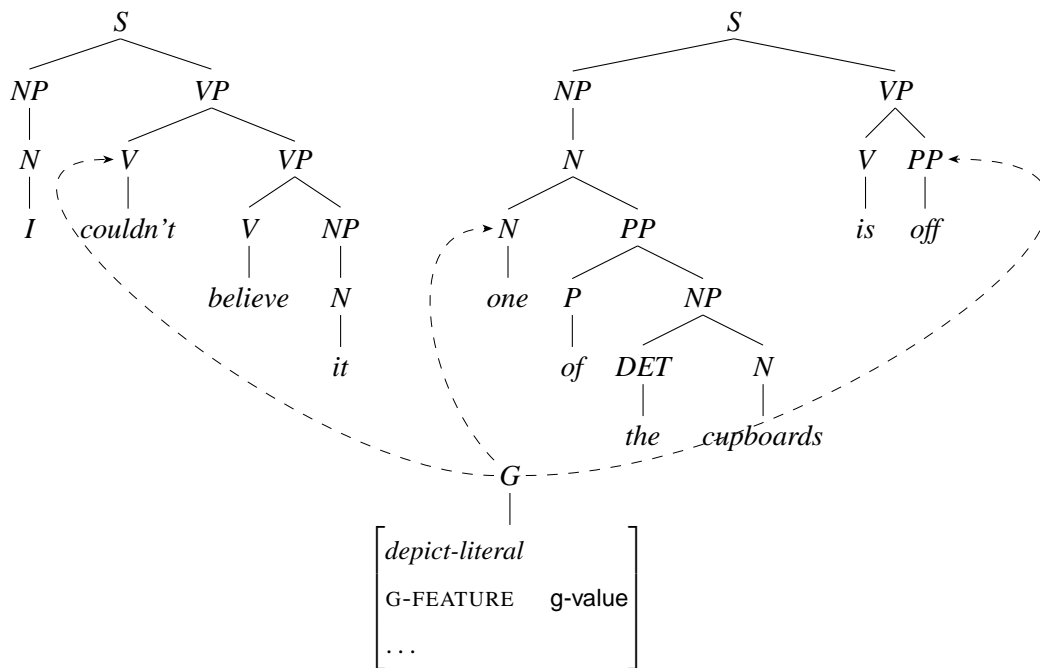 S S
NP VP NP VP
N V VP N V PP
I couldn't V NP N PP is off
believe N one P NP
it of DET N
the cupboards
G
depict-literal
G-FEATURE g-value
...